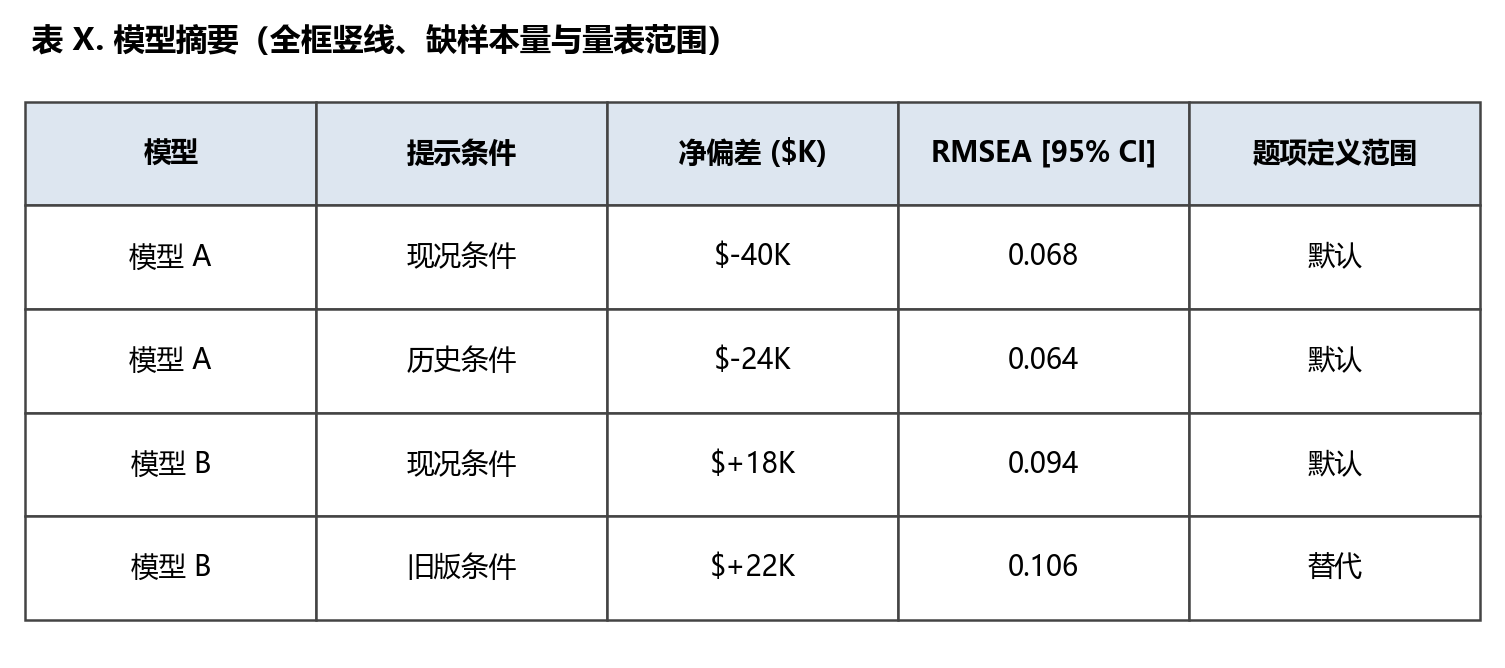 表 X. 模型摘要（全框竖线、缺样本量与量表范围）
模型 提示条件 净偏差 ($K) RMSEA [95% CI] 题项定义范围
模型 A 现况条件 $-40K 0.068 默认
模型 A 历史条件 $-24K 0.064 默认
模型 B 现况条件 $+18K 0.094 默认
模型 B 旧版条件 $+22K 0.106 替代